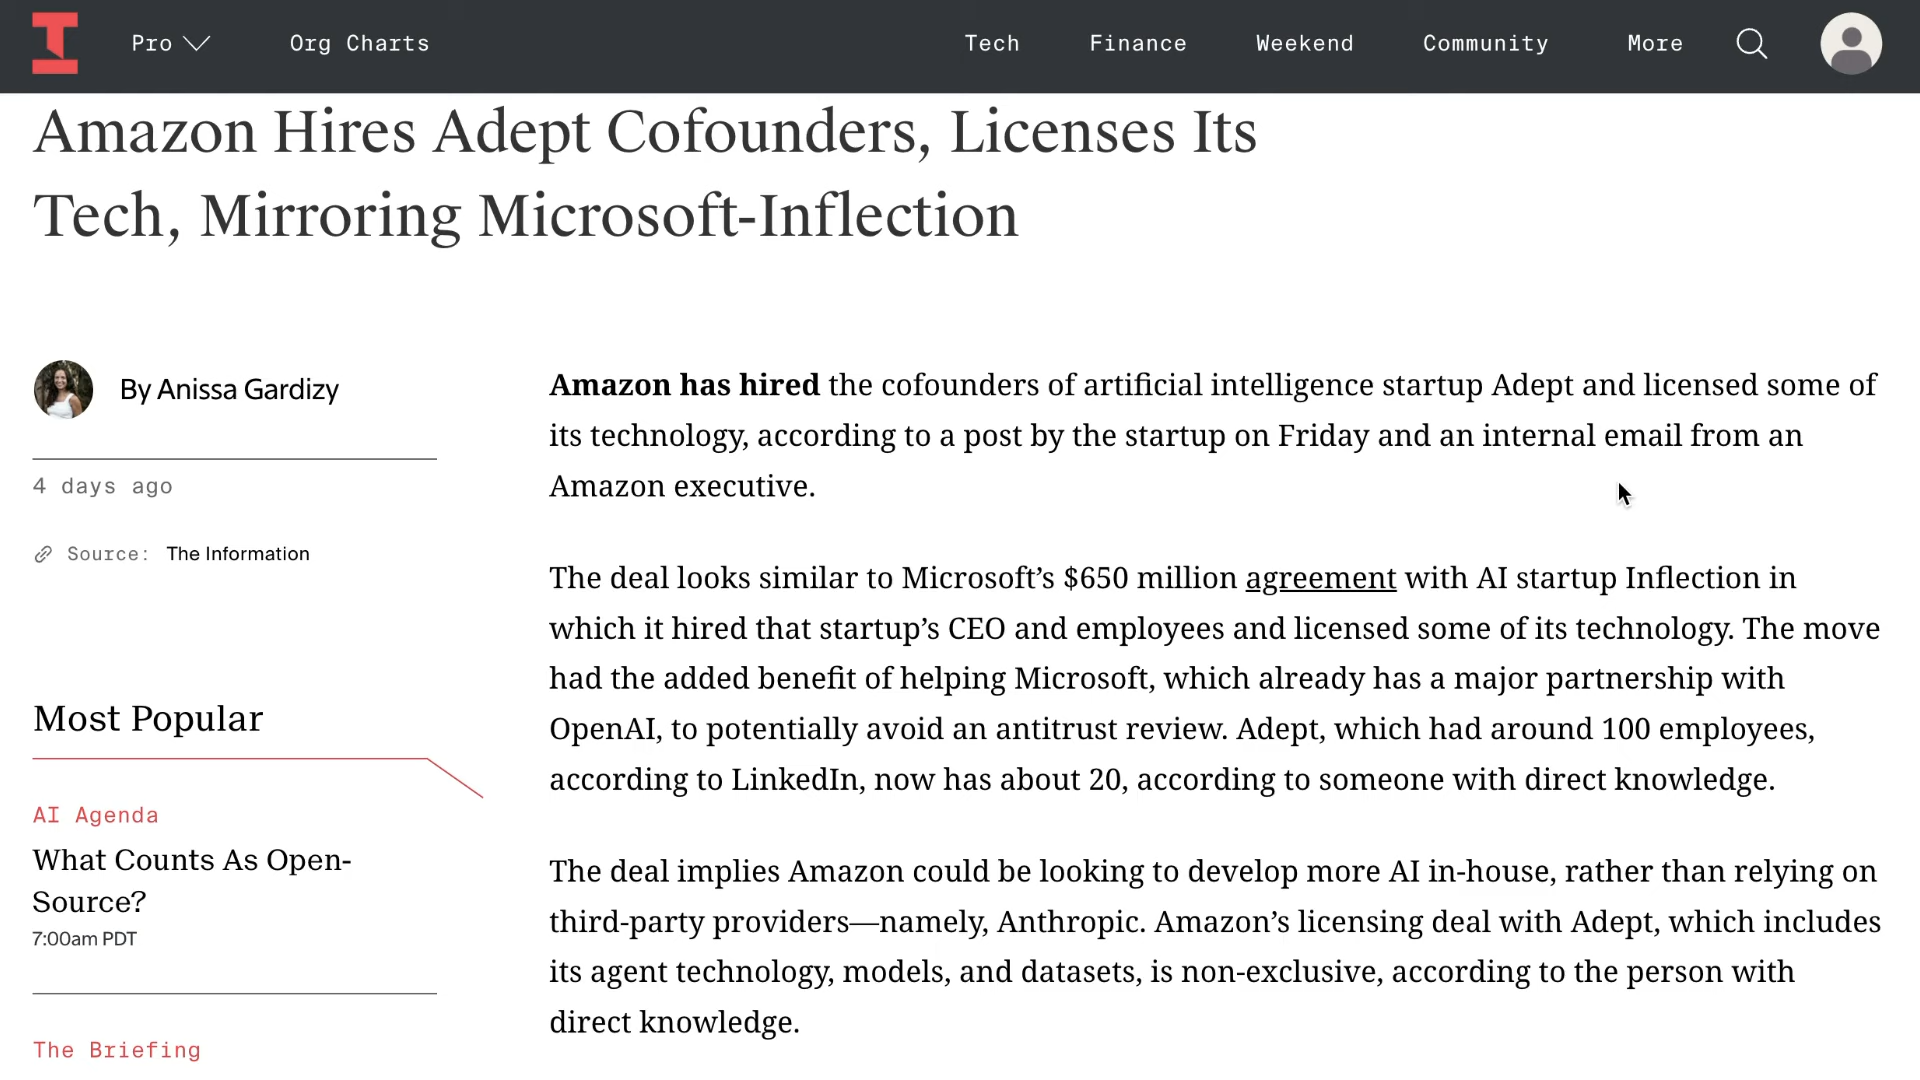 Pro
Org Charts
Tech
Finance
Weekend
Community
More
Amazon Hires Adept Cofounders, Licenses Its
Tech, Mirroring Microsoft-Inflection
By Anissa Gardizy
4 days ago
Source: The Information
Most Popular
AI Agenda
What Counts As Open-
Source?
7:00am PDT
The Briefing
Amazon has hired the cofounders of artificial intelligence startup Adept and licensed some of
its technology, according to a post by the startup on Friday and an internal email from an
Amazon executive.
The deal looks similar to Microsoft’s $650 million agreement with AI startup Inflection in
which it hired that startup’s CEO and employees and licensed some of its technology. The move
had the added benefit of helping Microsoft, which already has a major partnership with
OpenAI, to potentially avoid an antitrust review. Adept, which had around 100 employees,
according to LinkedIn, now has about 20, according to someone with direct knowledge.
The deal implies Amazon could be looking to develop more AI in-house, rather than relying on
third-party providers—namely, Anthropic. Amazon’s licensing deal with Adept, which includes
its agent technology, models, and datasets, is non-exclusive, according to the person with
direct knowledge.